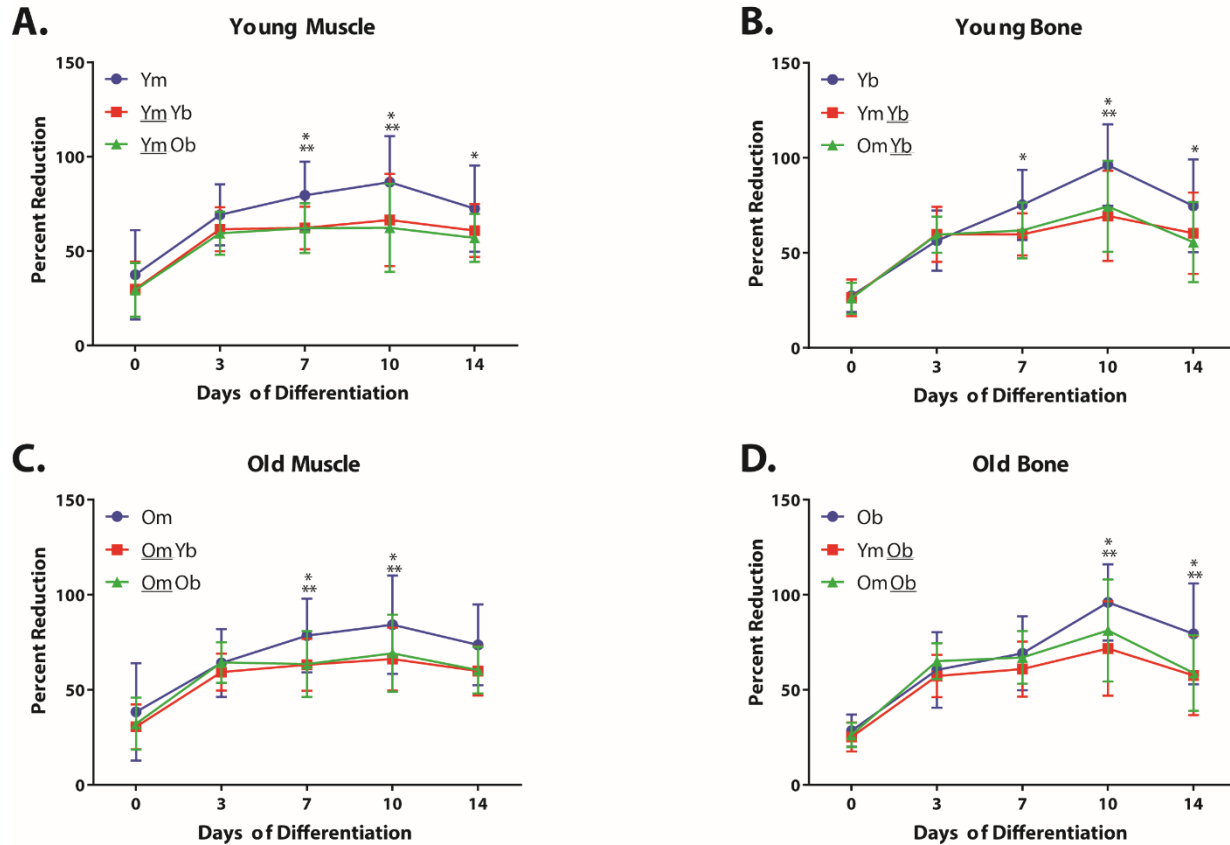 A.
Young Muscle
Ym
Ym Yb
Ym Ob
Percent Reduction
150
100
50
0
*
**
*
**
*
0 3 7 10 14
Days of Differentiation
B.
Young Bone
Yb
Ym Yb
Om Yb
Percent Reduction
150
100
50
0
*
*
**
*
0 3 7 10 14
Days of Differentiation
C.
Old Muscle
Om
Om Yb
Om Ob
Percent Reduction
150
100
50
0
*
**
*
**
0 3 7 10 14
Days of Differentiation
D.
Old Bone
Ob
Ym Ob
Om Ob
Percent Reduction
150
100
50
0
*
**
*
**
0 3 7 10 14
Days of Differentiation